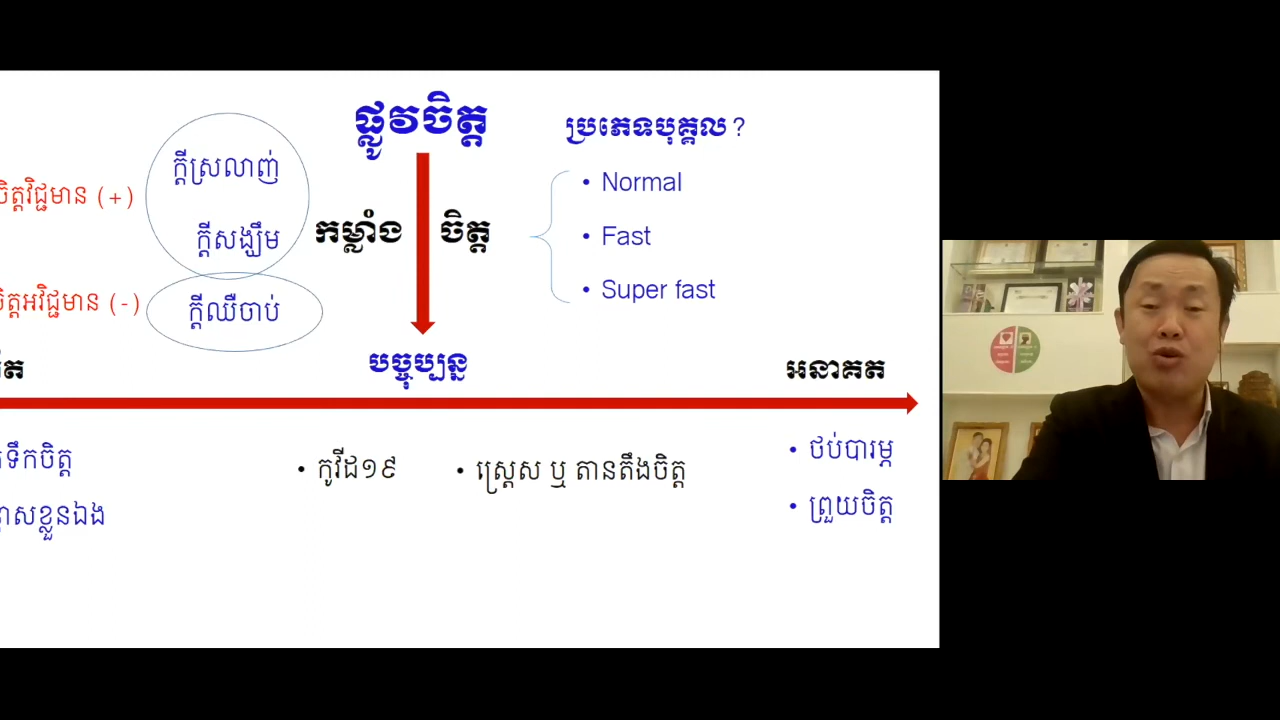 ផ្លូវចិត្ត
ប្រភេទបុគ្គល?
ក្តីស្រលាញ់
ចិត្តវិជ្ជមាន (+)
• Normal
ក្តីសង្ឃឹម
កម្លាំង ចិត្ត
• Fast
ចិត្តអវិជ្ជមាន (-)
ក្តីឈឺចាប់
• Super fast
បច្ចុប្បន្ន
អនាគត
ទឹកចិត្ត
• កូវីដ១៩
• ស្ត្រេស ឬ តានតឹងចិត្ត
• ថប់បារម្ភ
ខ្លួនឯង
• ព្រួយចិត្ត